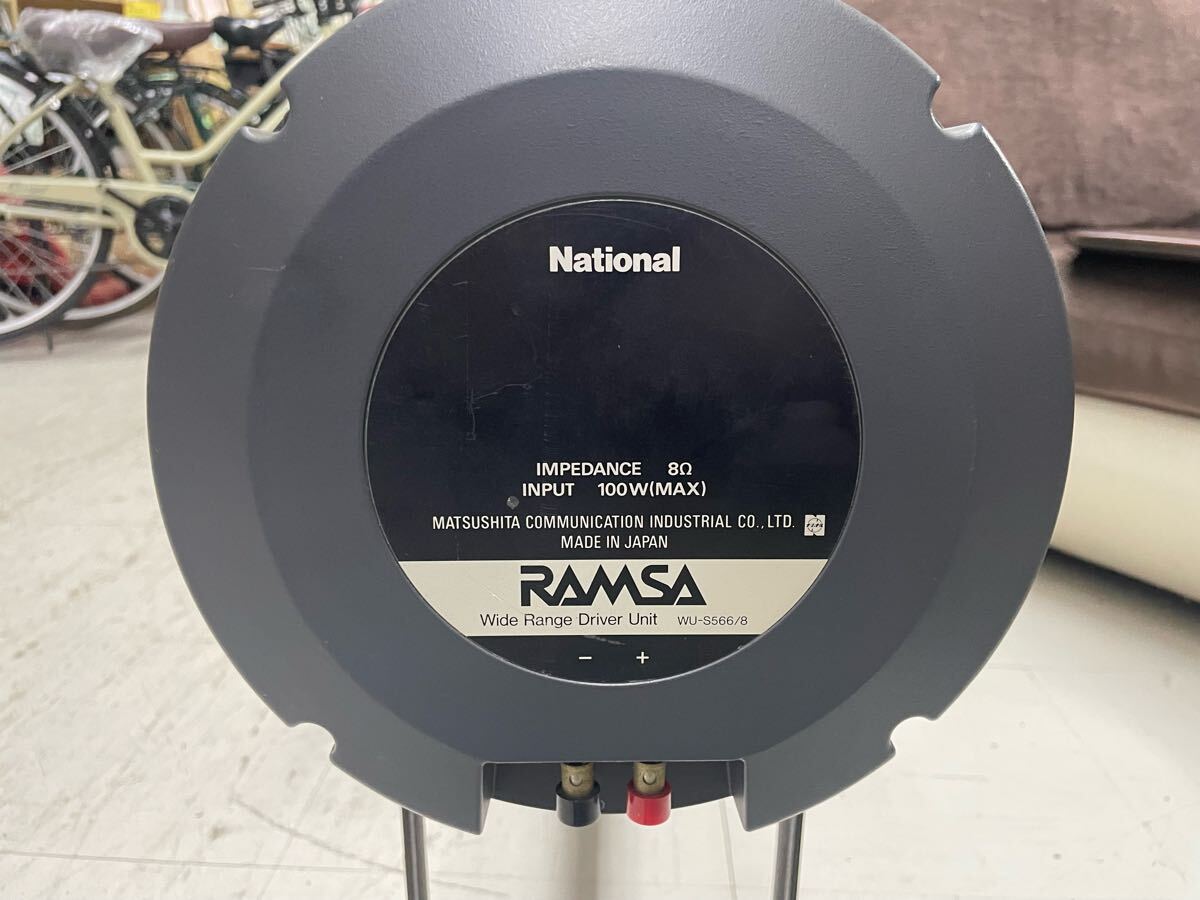 National
IMPEDANCE 8Ω
INPUT 100W(MAX)
MATSUSHITA COMMUNICATION INDUSTRIAL CO., LTD.
MADE IN JAPAN
RAMSA
Wide Range Driver Unit WU-S566/8
− +